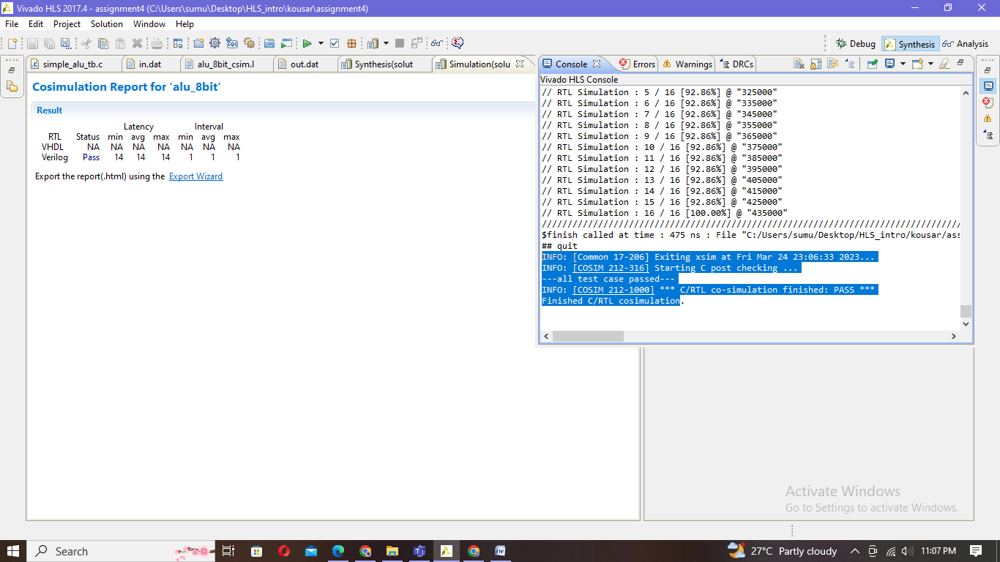 Vivado HLS 2017.4 - assignment4 (C:\Users\sumu\Desktop\HLS_intro\kousar\assignment4)
File Edit Project Solution Window Help
Debug Synthesis Analysis
simple_alu_tb.c in.dat alu_8bit_csim.l out.dat Synthesis(solut Simulation(solu
Cosimulation Report for 'alu_8bit'
Result
Latency Interval
RTL Status min avg max min avg max
VHDL NA NA NA NA NA NA NA
Verilog Pass 14 14 14 1 1 1
Export the report(.html) using the Export Wizard
Console Errors Warnings DRCs
Vivado HLS Console
// RTL Simulation : 5 / 16 [92.86%] @ "325000"
// RTL Simulation : 6 / 16 [92.86%] @ "335000"
// RTL Simulation : 7 / 16 [92.86%] @ "345000"
// RTL Simulation : 8 / 16 [92.86%] @ "355000"
// RTL Simulation : 9 / 16 [92.86%] @ "365000"
// RTL Simulation : 10 / 16 [92.86%] @ "375000"
// RTL Simulation : 11 / 16 [92.86%] @ "385000"
// RTL Simulation : 12 / 16 [92.86%] @ "395000"
// RTL Simulation : 13 / 16 [92.86%] @ "405000"
// RTL Simulation : 14 / 16 [92.86%] @ "415000"
// RTL Simulation : 15 / 16 [92.86%] @ "425000"
// RTL Simulation : 16 / 16 [100.00%] @ "435000"
////////////////////////////////////////////////////////////////////////////////////
$finish called at time : 475 ns : File "C:/Users/sumu/Desktop/HLS_intro/kousar/ass
## quit
INFO: [Common 17-206] Exiting xsim at Fri Mar 24 23:06:33 2023...
INFO: [COSIM 212-316] Starting C post checking ...
---all test case passed---
INFO: [COSIM 212-1000] *** C/RTL co-simulation finished: PASS ***
Finished C/RTL cosimulation.
Activate Windows
Go to Settings to activate Windows.
Search
27°C Partly cloudy 11:07 PM